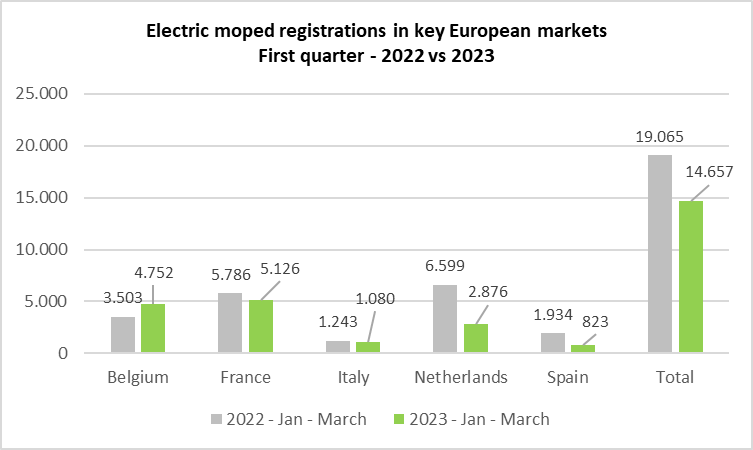 Electric moped registrations in key European markets
First quarter - 2022 vs 2023
25.000
20.000
15.000
10.000
5.000
0
3.503
4.752
5.786
5.126
1.243
1.080
6.599
2.876
1.934
823
19.065
14.657
Belgium
France
Italy
Netherlands
Spain
Total
2022 - Jan - March
2023 - Jan - March